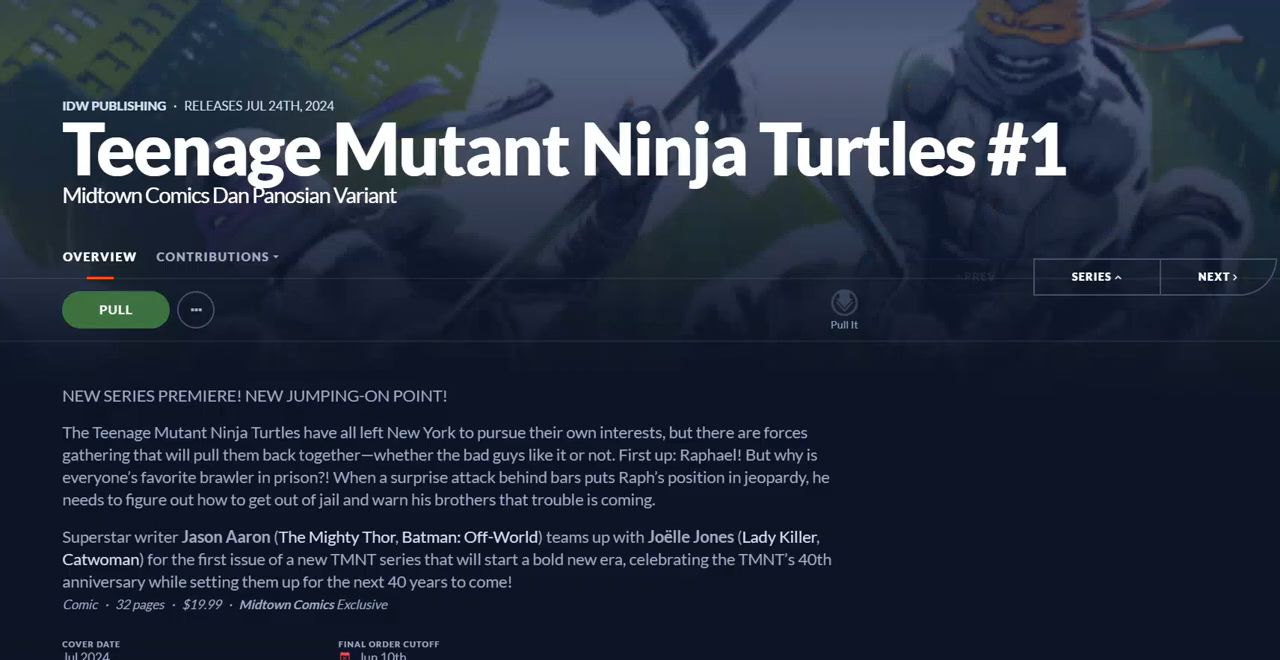 IDW PUBLISHING · RELEASES JUL 24TH, 2024
Teenage Mutant Ninja Turtles #1
Midtown Comics Dan Panosian Variant
OVERVIEW CONTRIBUTIONS
PREV SERIES NEXT
PULL ••• Pull It
NEW SERIES PREMIERE! NEW JUMPING-ON POINT!
The Teenage Mutant Ninja Turtles have all left New York to pursue their own interests, but there are forces
gathering that will pull them back together—whether the bad guys like it or not. First up: Raphael! But why is
everyone's favorite brawler in prison?! When a surprise attack behind bars puts Raph's position in jeopardy, he
needs to figure out how to get out of jail and warn his brothers that trouble is coming.
Superstar writer Jason Aaron (The Mighty Thor, Batman: Off-World) teams up with Joëlle Jones (Lady Killer,
Catwoman) for the first issue of a new TMNT series that will start a bold new era, celebrating the TMNT's 40th
anniversary while setting them up for the next 40 years to come!
Comic · 32 pages · $19.99 · Midtown Comics Exclusive
COVER DATE FINAL ORDER CUTOFF
Jul 2024 Jun 10th